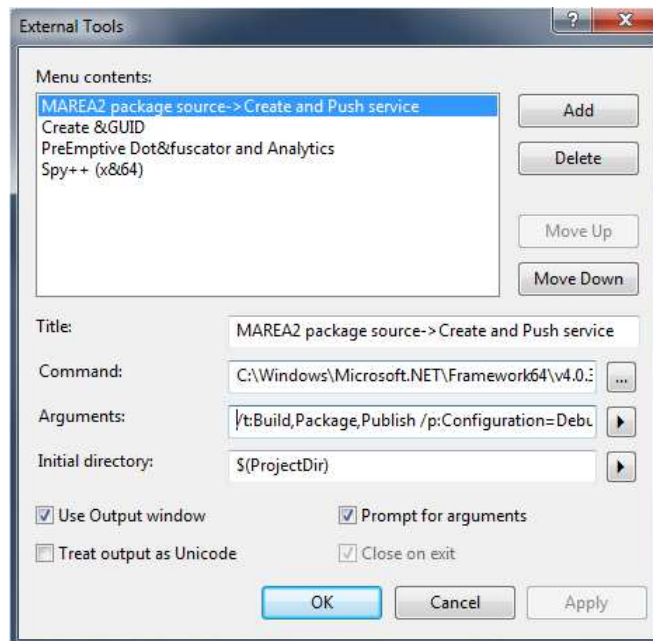 External Tools
?
Menu contents:
MAREA2 package source->Create and Push service
Create &GUID
PreEmptive Dot&fuscator and Analytics
Spy++ (x&64)
Add
Delete
Move Up
Move Down
Title:
MAREA2 package source->Create and Push service
Command:
C:\Windows\Microsoft.NET\Framework64\v4.0.3
...
Arguments:
/t:Build,Package,Publish /p:Configuration=Debu
Initial directory:
$(ProjectDir)
Use Output window
Prompt for arguments
Treat output as Unicode
Close on exit
OK
Cancel
Apply